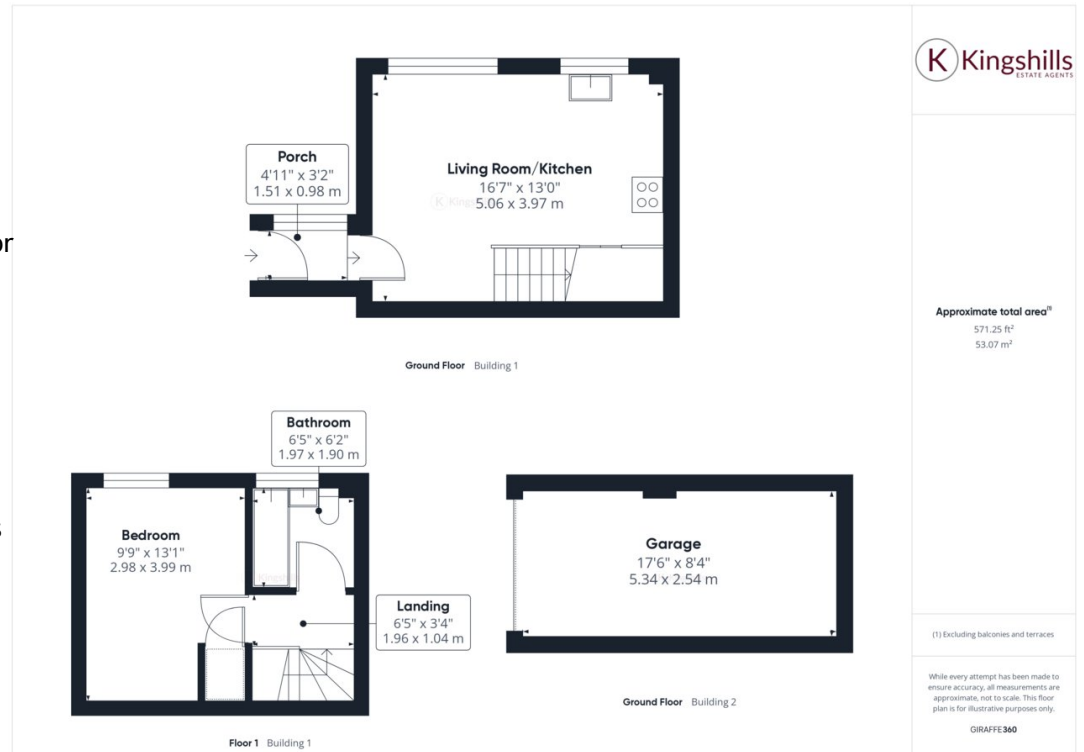 K Kingshills
ESTATE AGENTS
Porch
4'11" x 3'2"
1.51 x 0.98 m
Living Room/Kitchen
16'7" x 13'0"
5.06 x 3.97 m
or
Ground Floor Building 1
Approximate total area(1)
571.25 ft²
53.07 m²
Bathroom
6'5" x 6'2"
1.97 x 1.90 m
Bedroom
9'9" x 13'1"
2.98 x 3.99 m
Landing
6'5" x 3'4"
1.96 x 1.04 m
Floor 1 Building 1
Garage
17'6" x 8'4"
5.34 x 2.54 m
Ground Floor Building 2
(1) Excluding balconies and terraces
While every attempt has been made to
ensure accuracy, all measurements are
approximate, not to scale. This floor
plan is for illustrative purposes only.
GIRAFFE360